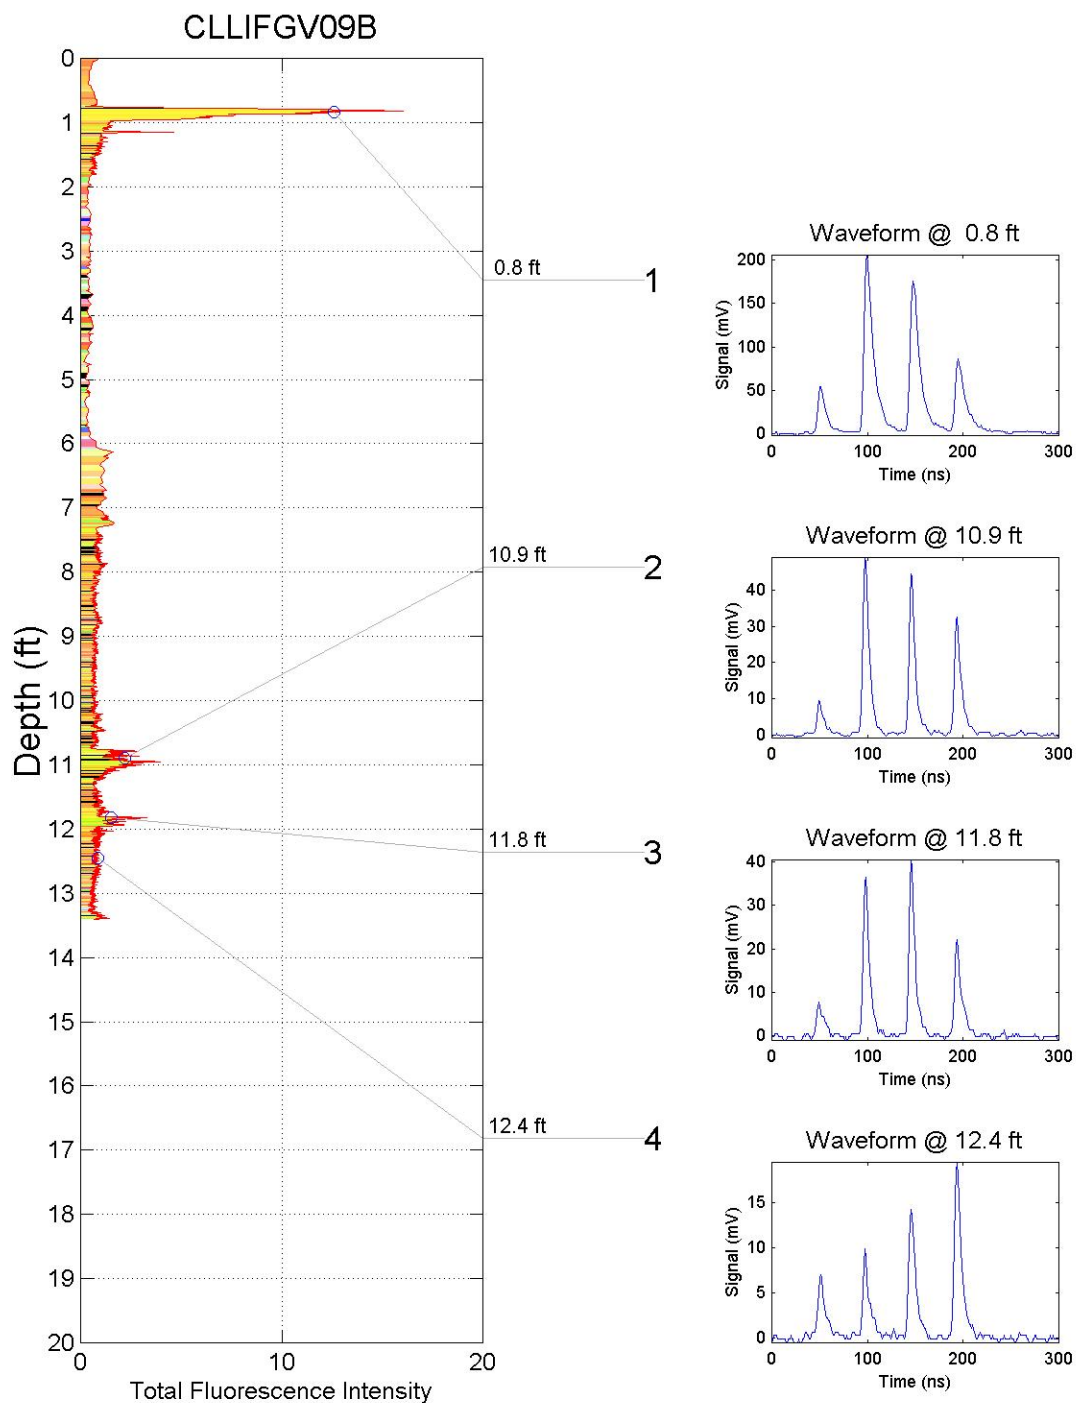 CLLIFGV09B
0
1
2
3
4
5
6
7
8
9
10
11
12
13
14
15
16
17
18
19
20
Depth (ft)
0 10 20
Total Fluorescence Intensity
0.8 ft 1
10.9 ft 2
11.8 ft 3
12.4 ft 4
Waveform @ 0.8 ft
200
150
100
50
0
Signal (mV)
0 100 200 300
Time (ns)
Waveform @ 10.9 ft
40
30
20
10
0
Signal (mV)
0 100 200 300
Time (ns)
Waveform @ 11.8 ft
40
30
20
10
0
Signal (mV)
0 100 200 300
Time (ns)
Waveform @ 12.4 ft
15
10
5
0
Signal (mV)
0 100 200 300
Time (ns)